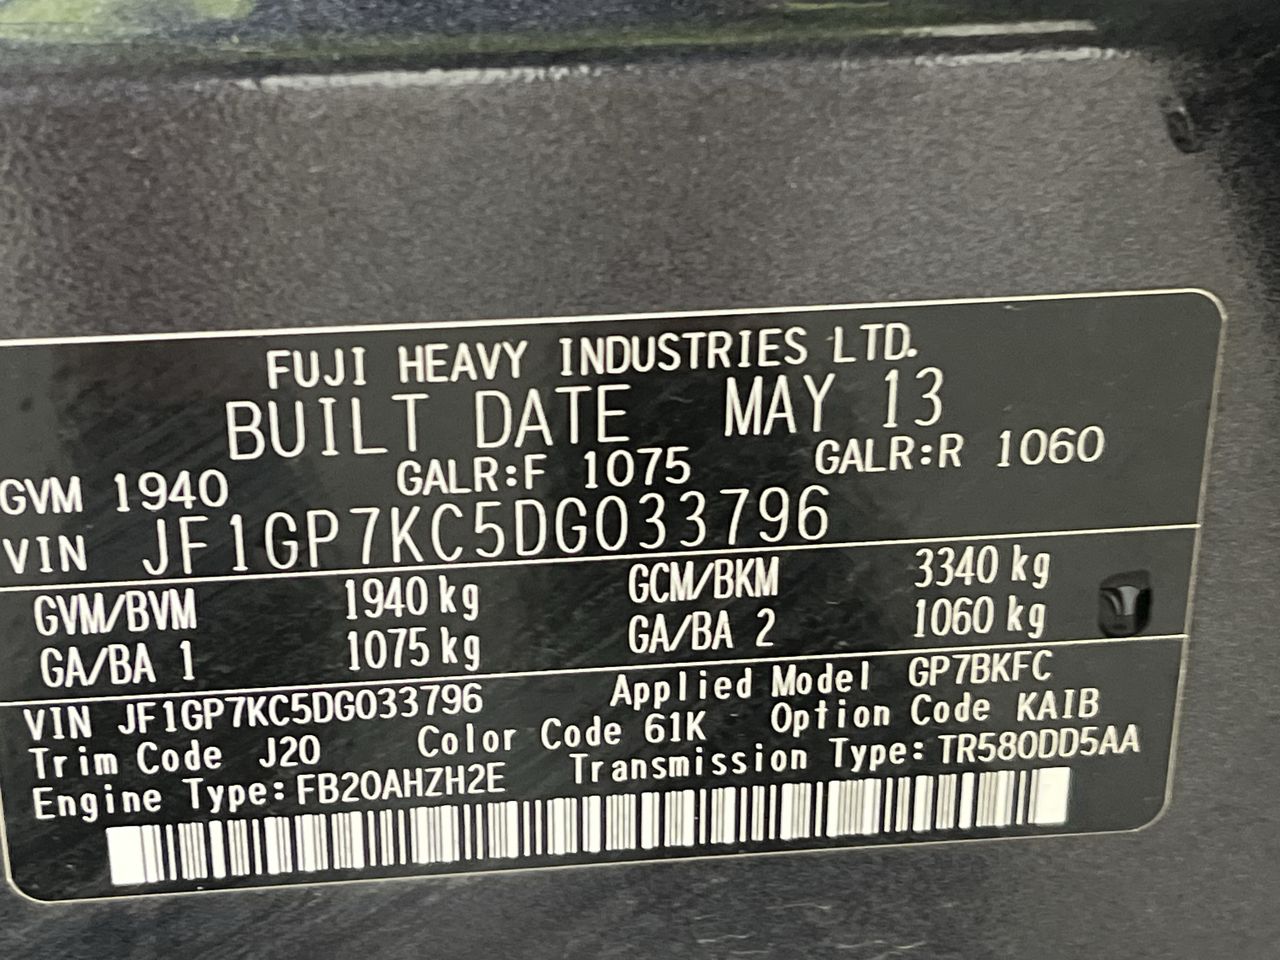 FUJI HEAVY INDUSTRIES LTD.
BUILT DATE MAY 13
GVM 1940 GALR:F 1075 GALR:R 1060
VIN JF1GP7KC5DG033796
GVM/BVM 1940 kg GCM/BKM 3340 kg
GA/BA 1 1075 kg GA/BA 2 1060 kg
VIN JF1GP7KC5DG033796 Applied Model GP7BKFC
Trim Code J20 Color Code 61K Option Code KAIB
Engine Type: FB20AHZH2E Transmission Type: TR580DD5AA